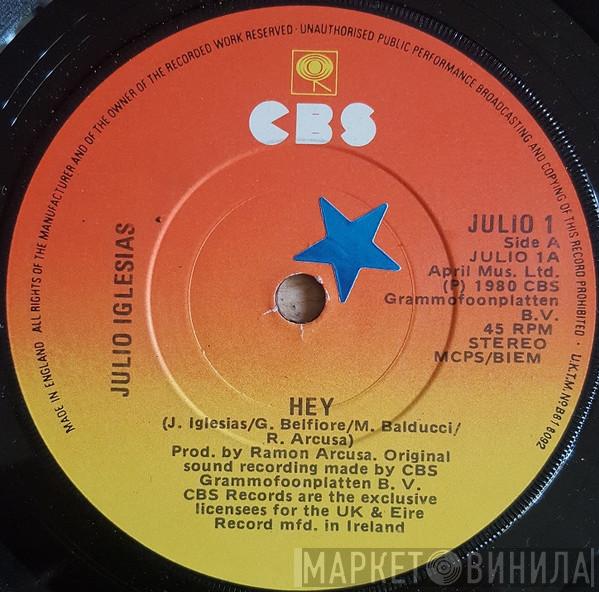 MADE IN ENGLAND ALL RIGHTS OF THE MANUFACTURER AND OF THE OWNER OF THE RECORDED WORK RESERVED · UNAUTHORISED PUBLIC PERFORMANCE BROADCASTING AND COPYING OF THIS RECORD PROHIBITED · U.K.T.M. No B618092
CBS
JULIO IGLESIAS
JULIO 1
Side A
JULIO 1A
April Mus. Ltd.
(P) 1980 CBS
Grammofoonplatten
B.V.
45 RPM
STEREO
MCPS/BIEM
HEY
(J. Iglesias/G. Belfiore/M. Balducci/
R. Arcusa)
Prod. by Ramon Arcusa. Original
sound recording made by CBS
Grammofoonplatten B. V.
CBS Records are the exclusive
licensees for the UK & Eire
Record mfd. in Ireland
МАРКЕТ ВИНИЛА